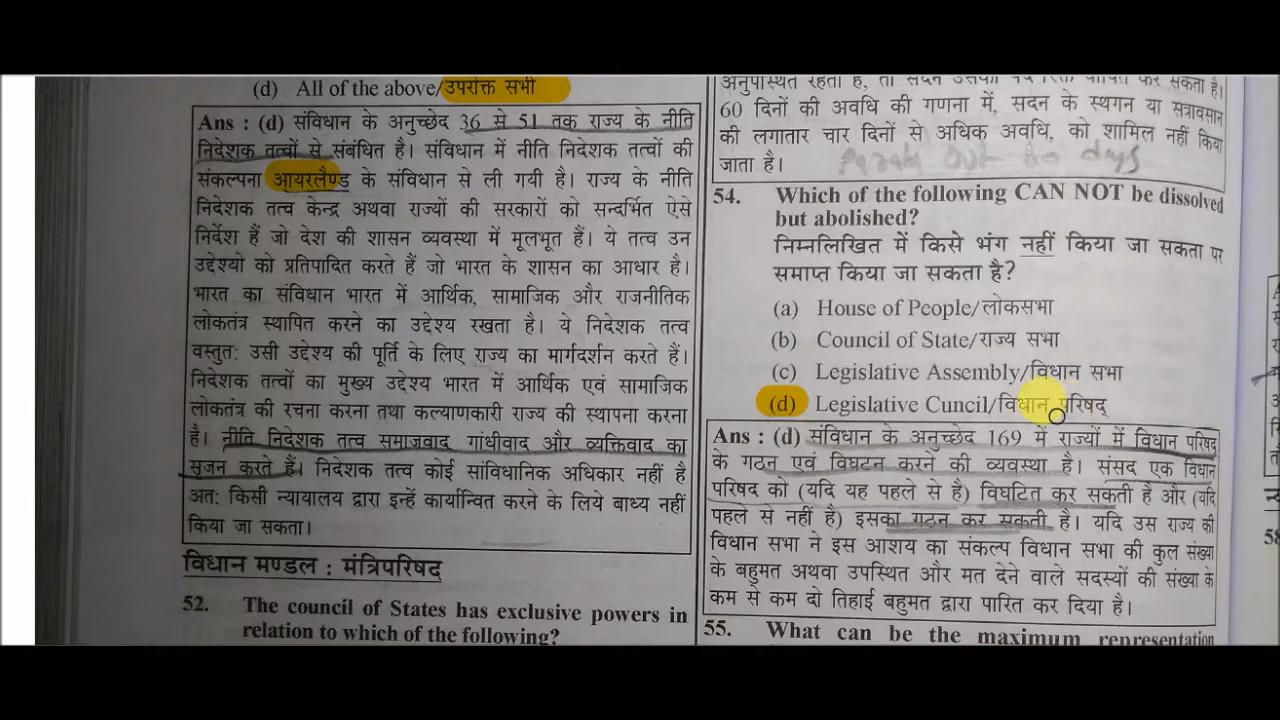 (d) All of the above/उपरोक्त सभी
Ans : (d) संविधान के अनुच्छेद 36 से 51 तक राज्य के नीति
निदेशक तत्वों से संबंधित है। संविधान में नीति निदेशक तत्वों की
संकल्पना आयरलैण्ड के संविधान से ली गयी है। राज्य के नीति
निदेशक तत्व केन्द्र अथवा राज्यों की सरकारों को सन्दर्भित ऐसे
निर्देश हैं जो देश की शासन व्यवस्था में मूलभूत हैं। ये तत्व उन
उद्देश्यो को प्रतिपादित करते हैं जो भारत के शासन का आधार है।
भारत का संविधान भारत में आर्थिक, सामाजिक और राजनीतिक
लोकतंत्र स्थापित करने का उद्देश्य रखता है। ये निदेशक तत्व
वस्तुत: उसी उद्देश्य की पूर्ति के लिए राज्य का मार्गदर्शन करते हैं।
निदेशक तत्वों का मुख्य उद्देश्य भारत में आर्थिक एवं सामाजिक
लोकतंत्र की रचना करना तथा कल्याणकारी राज्य की स्थापना करना
है। नीति निदेशक तत्व समाजवाद, गांधीवाद और व्यक्तिवाद का
सृजन करते हैं। निदेशक तत्व कोई सांविधानिक अधिकार नहीं है
अत: किसी न्यायालय द्वारा इन्हें कार्यान्वित करने के लिये बाध्य नहीं
किया जा सकता।
विधान मण्डल : मंत्रिपरिषद
52. The council of States has exclusive powers in
relation to which of the following?
अनुपस्थित रहता है, तो सदन उसका कर सकता है।
60 दिनों की अवधि की गणना में, सदन के स्थगन या सत्रावसान
की लगातार चार दिनों से अधिक अवधि, को शामिल नहीं किया
जाता है।
out days
54. Which of the following CAN NOT be dissolved
but abolished?
निम्नलिखित में किसे भंग नहीं किया जा सकता पर
समाप्त किया जा सकता है?
(a) House of People/लोकसभा
(b) Council of State/राज्य सभा
(c) Legislative Assembly/विधान सभा
(d) Legislative Cuncil/विधान परिषद्
Ans : (d) संविधान के अनुच्छेद 169 में राज्यों में विधान परिषद्
के गठन एवं विघटन करने की व्यवस्था है। संसद एक विधान
परिषद को (यदि यह पहले से है) विघटित कर सकती है और (यदि
पहले से नहीं है) इसका गठन कर सकती है। यदि उस राज्य की
विधान सभा ने इस आशय का संकल्प विधान सभा की कुल संख्या
के बहुमत अथवा उपस्थित और मत देने वाले सदस्यों की संख्या के
कम से कम दो तिहाई बहुमत द्वारा पारित कर दिया है।
55. What can be the maximum representation
58